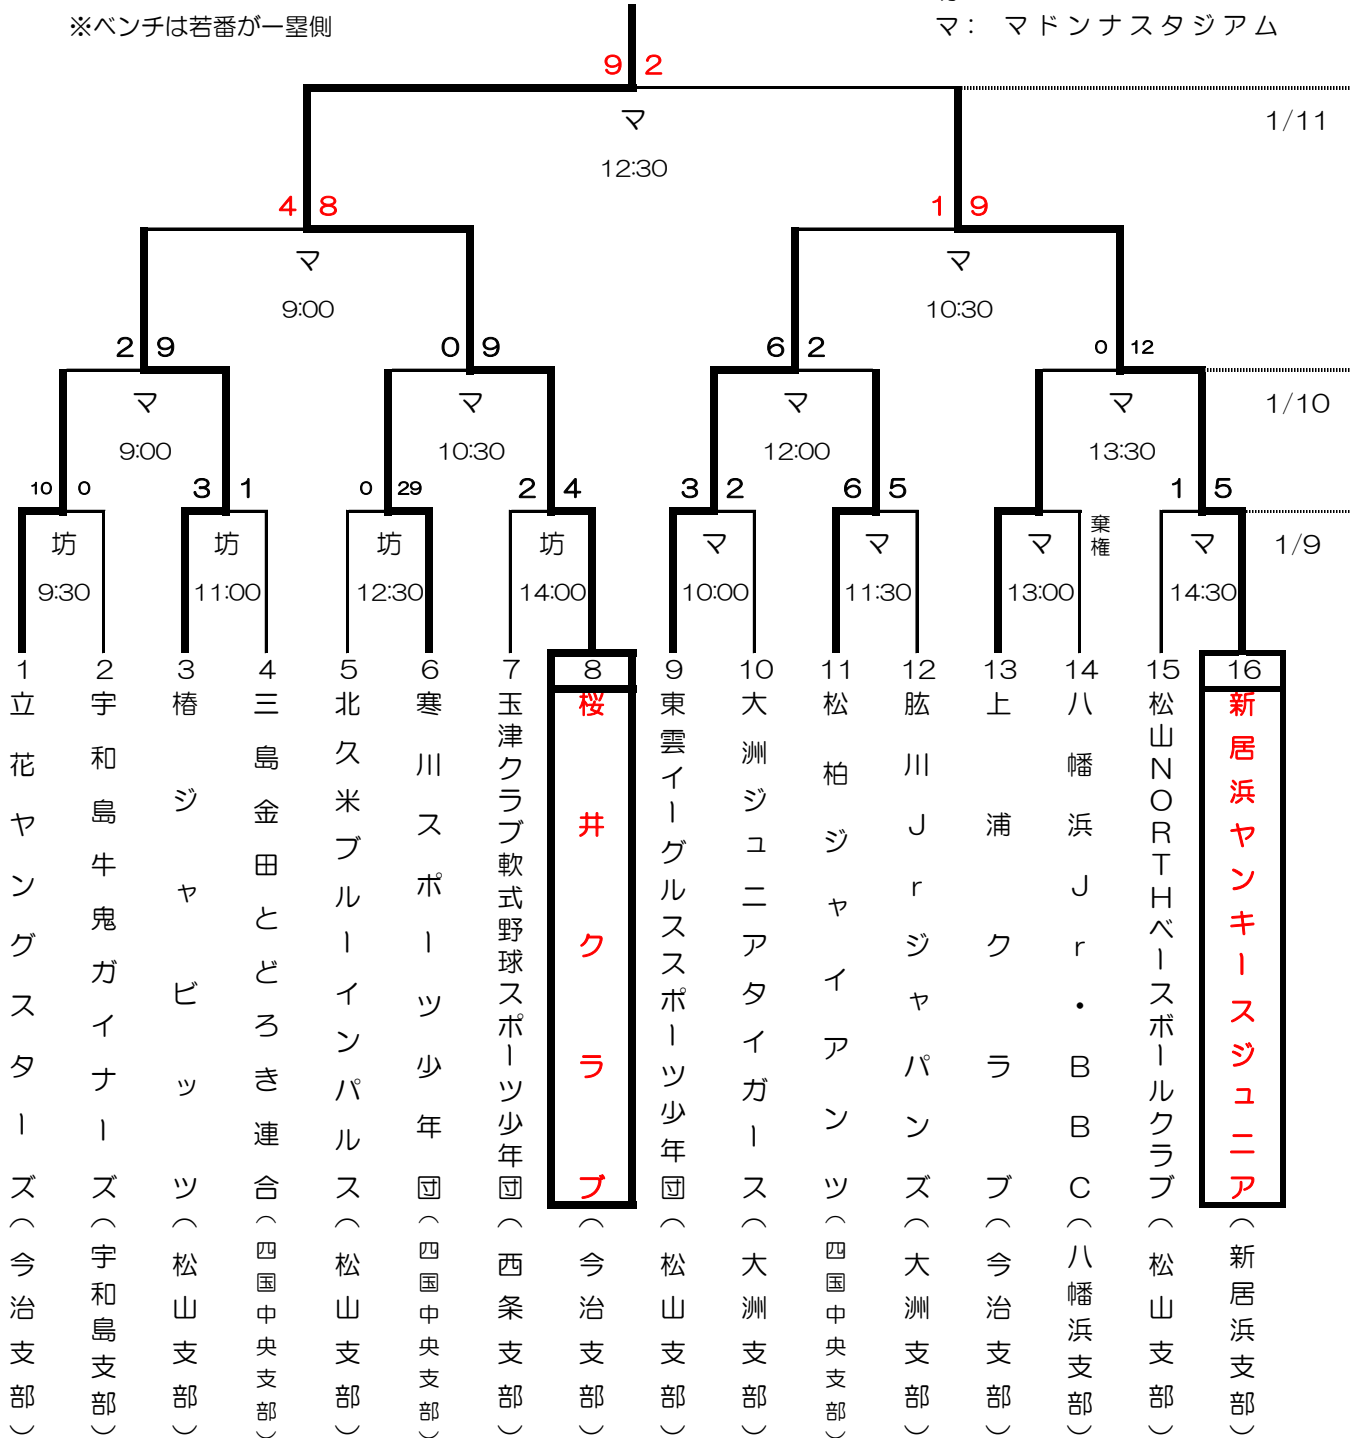 ※ベンチは若番が一塁側
マ： マドンナスタジアム
9 2
マ
1/11
12:30
4 8
1 9
マ
マ
9:00
10:30
2 9
0 9
6 2
0 12
マ
マ
マ
マ
1/10
9:00
10:30
12:00
13:30
10 0
3 1
0 29
2 4
3 2
6 5
1 5
棄権
坊
坊
坊
坊
マ
マ
マ
マ
1/9
9:30
11:00
12:30
14:00
10:00
11:30
13:00
14:30
1
立花ヤングスターズ（今治支部）
2
宇和島牛鬼ガイナーズ（宇和島支部）
3
椿ジャビッツ（松山支部）
4
三島金田とどろき連合（四国中央支部）
5
北久米ブルーインパルス（松山支部）
6
寒川スポーツ少年団（四国中央支部）
7
玉津クラブ軟式野球スポーツ少年団（西条支部）
8
桜井クラブ（今治支部）
9
東雲イーグルススポーツ少年団（松山支部）
10
大洲ジュニアタイガース（大洲支部）
11
松柏ジャイアンツ（四国中央支部）
12
肱川Jrジャパンズ（大洲支部）
13
上浦クラブ（今治支部）
14
八幡浜Jr・BBC（八幡浜支部）
15
松山NORTHベースボールクラブ（松山支部）
16
新居浜ヤンキースジュニア（新居浜支部）